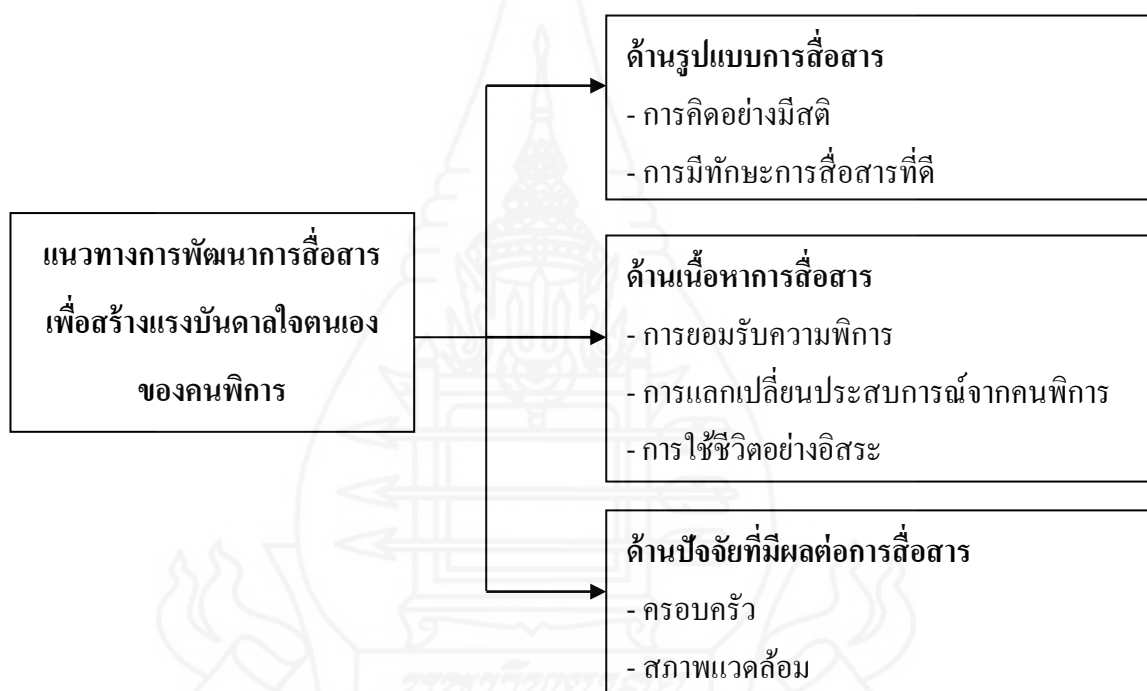 แนวทางการพัฒนาการสื่อสาร
เพื่อสร้างแรงบันดาลใจตนเอง
ของคนพิการ
ด้านรูปแบบการสื่อสาร
- การคิดอย่างมีสติ
- การมีทักษะการสื่อสารที่ดี
ด้านเนื้อหาการสื่อสาร
- การยอมรับความพิการ
- การแลกเปลี่ยนประสบการณ์จากคนพิการ
- การใช้ชีวิตอย่างอิสระ
ด้านปัจจัยที่มีผลต่อการสื่อสาร
- ครอบครัว
- สภาพแวดล้อม